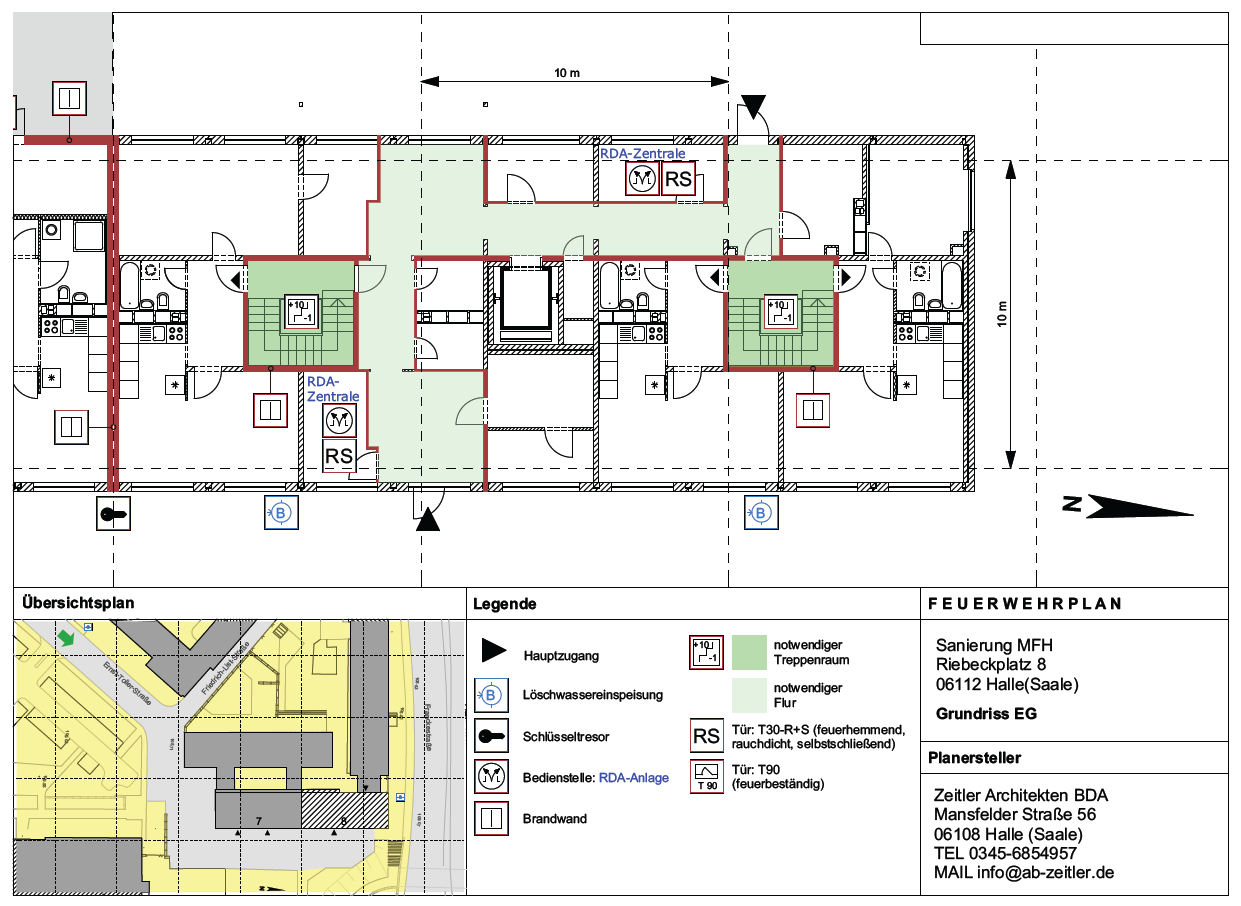 10 m
RDA-Zentrale
RS
+10
-1
+10
-1
10 m
RDA-
Zentrale
RS
B
B
N
Übersichtsplan
Ernst-Toller-Straße
Friedrich-List-Straße
7
8
Legende
Hauptzugang
B
Löschwassereinspeisung
Schlüsseltresor
Bedienstelle: RDA-Anlage
Brandwand
+10
-1
notwendiger
Treppenraum
notwendiger
Flur
RS
Tür: T30-R+S (feuerhemmend,
rauchdicht, selbstschließend)
T 90
Tür: T90
(feuerbeständig)
FEUERWEHRPLAN
Sanierung MFH
Riebeckplatz 8
06112 Halle(Saale)
Grundriss EG
Planersteller
Zeitler Architekten BDA
Mansfelder Straße 56
06108 Halle (Saale)
TEL 0345-6854957
MAIL info@ab-zeitler.de